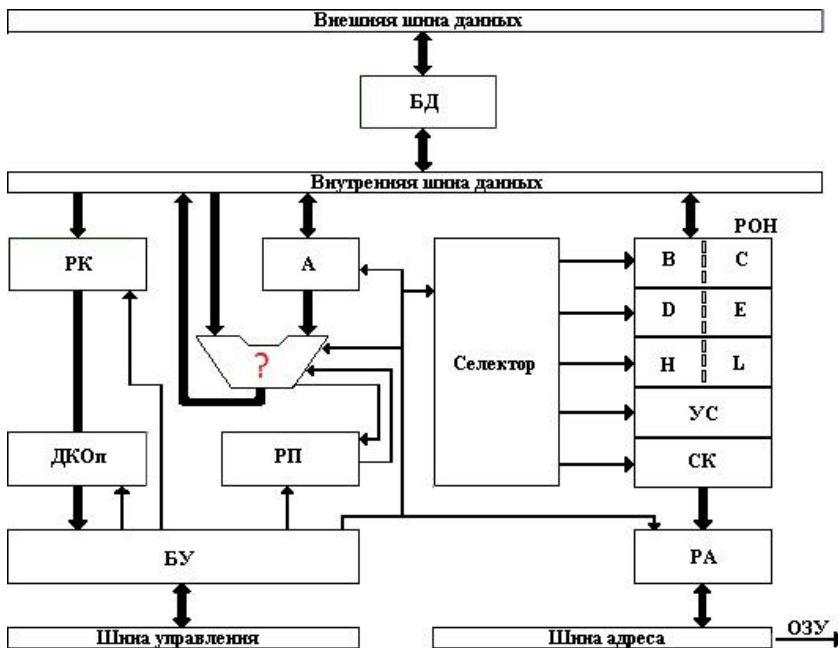 Внешняя шина данных
БД
Внутренняя шина данных
РОН
РК
А
B C
D E
?
Селектор
H L
УС
ДКОп
РП
СК
БУ
РА
ОЗУ
Шина управления
Шина адреса